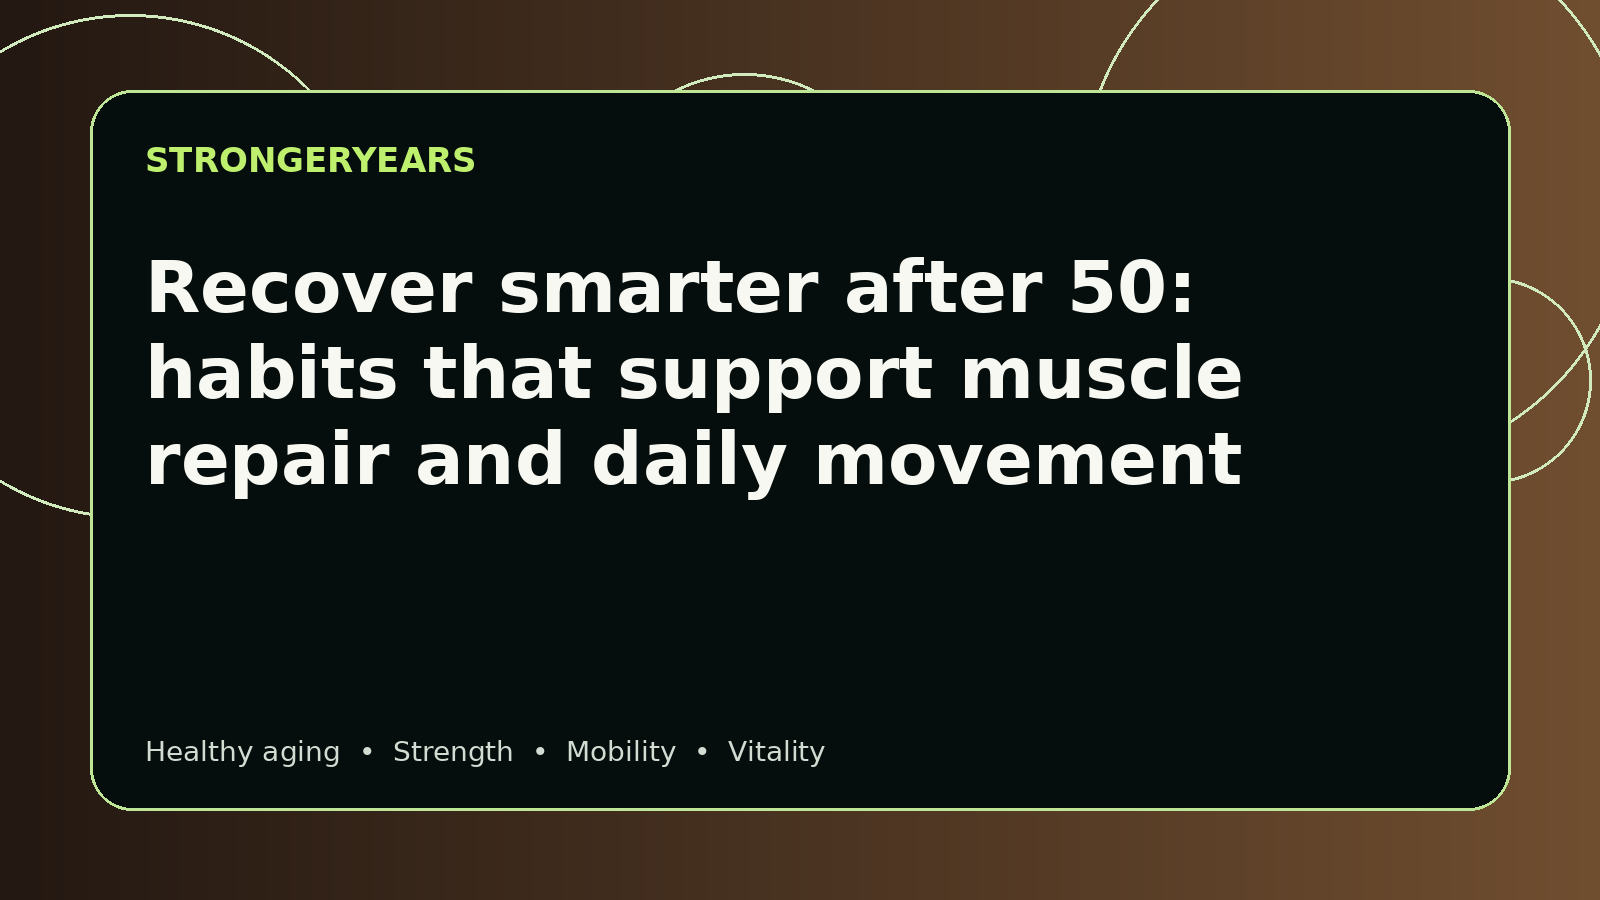 STRONGERYEARS
Recover smarter after 50:
habits that support muscle
repair and daily movement
Healthy aging • Strength • Mobility • Vitality